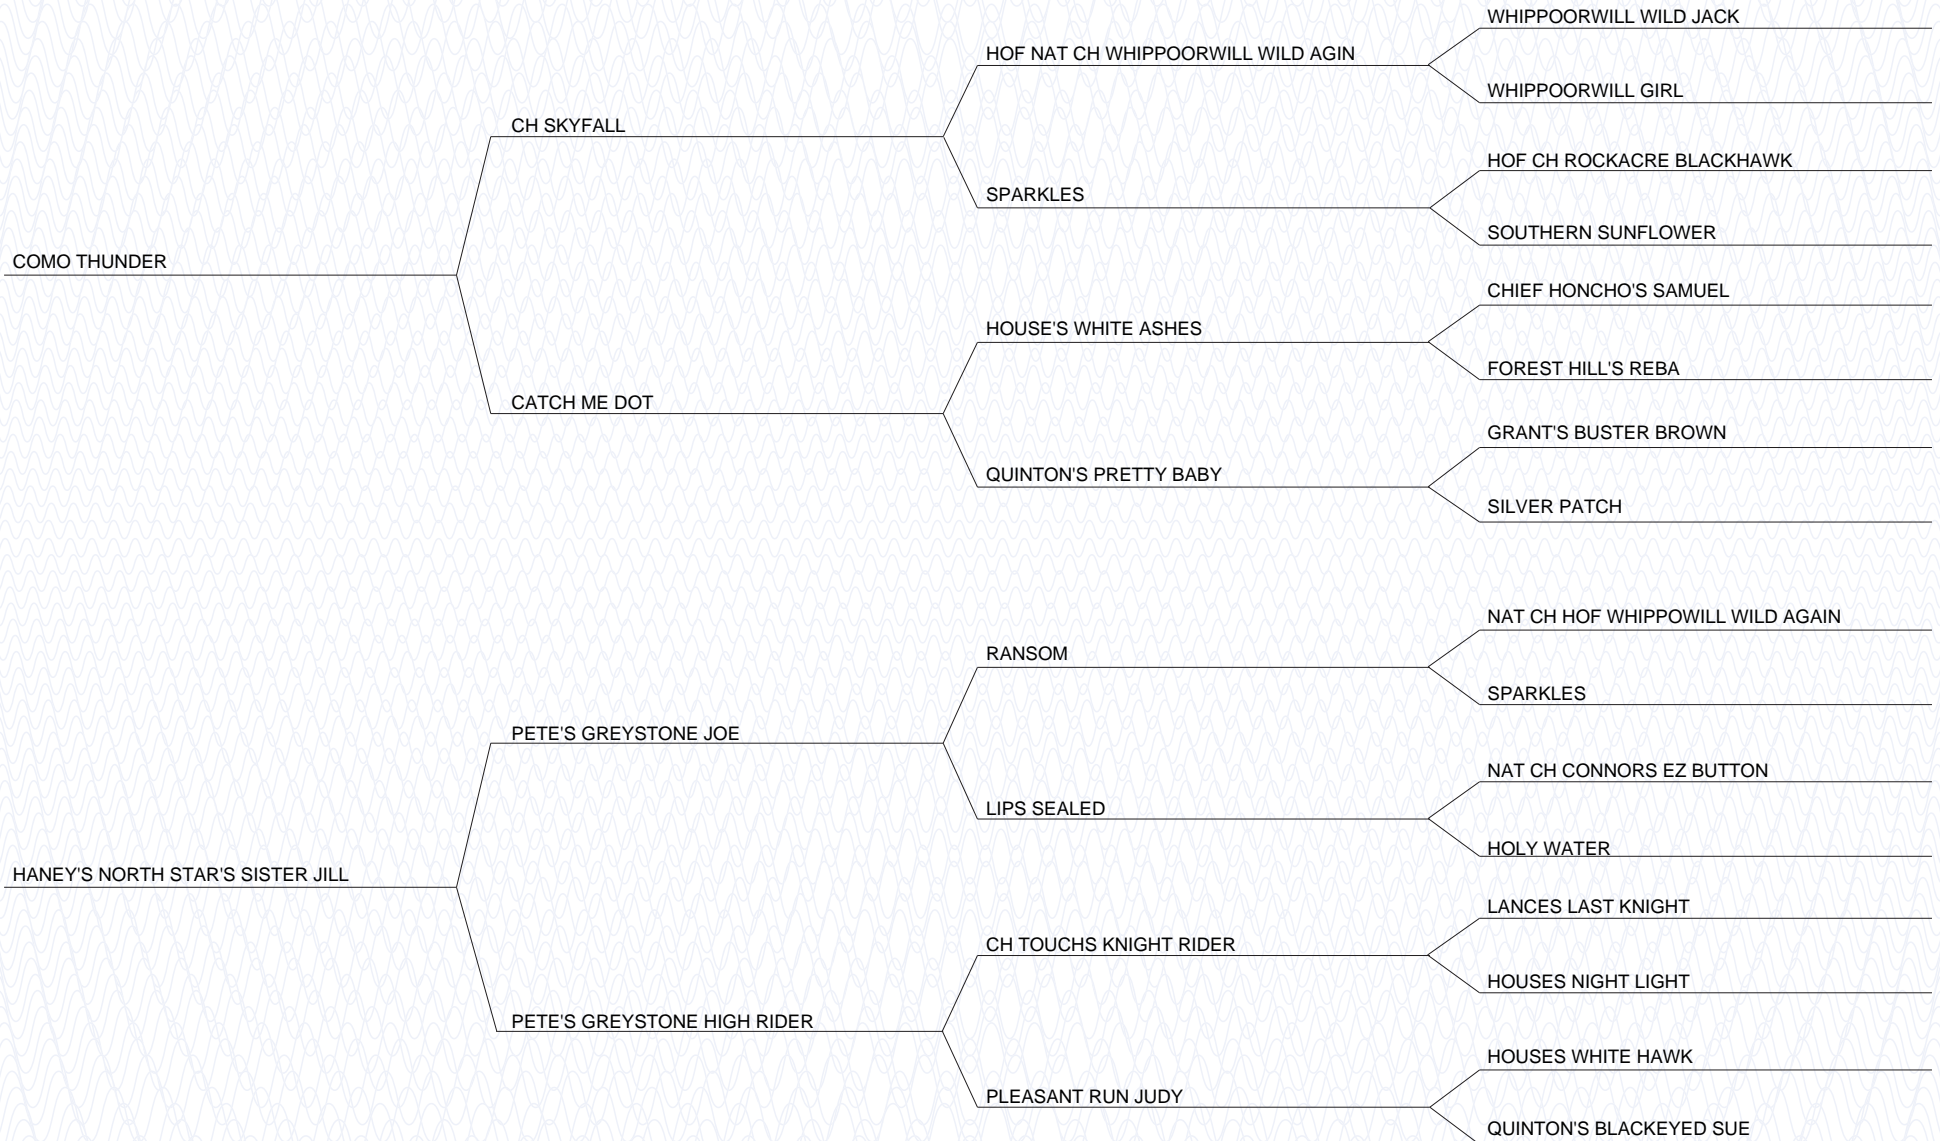 WHIPPOORWILL WILD JACK
HOF NAT CH WHIPPOORWILL WILD AGIN
WHIPPOORWILL GIRL
CH SKYFALL
HOF CH ROCKACRE BLACKHAWK
SPARKLES
SOUTHERN SUNFLOWER
COMO THUNDER
CHIEF HONCHO'S SAMUEL
HOUSE'S WHITE ASHES
FOREST HILL'S REBA
CATCH ME DOT
GRANT'S BUSTER BROWN
QUINTON'S PRETTY BABY
SILVER PATCH
NAT CH HOF WHIPPOWILL WILD AGAIN
RANSOM
SPARKLES
PETE'S GREYSTONE JOE
NAT CH CONNORS EZ BUTTON
LIPS SEALED
HOLY WATER
HANEY'S NORTH STAR'S SISTER JILL
LANCES LAST KNIGHT
CH TOUCHS KNIGHT RIDER
HOUSES NIGHT LIGHT
PETE'S GREYSTONE HIGH RIDER
HOUSES WHITE HAWK
PLEASANT RUN JUDY
QUINTON'S BLACKEYED SUE